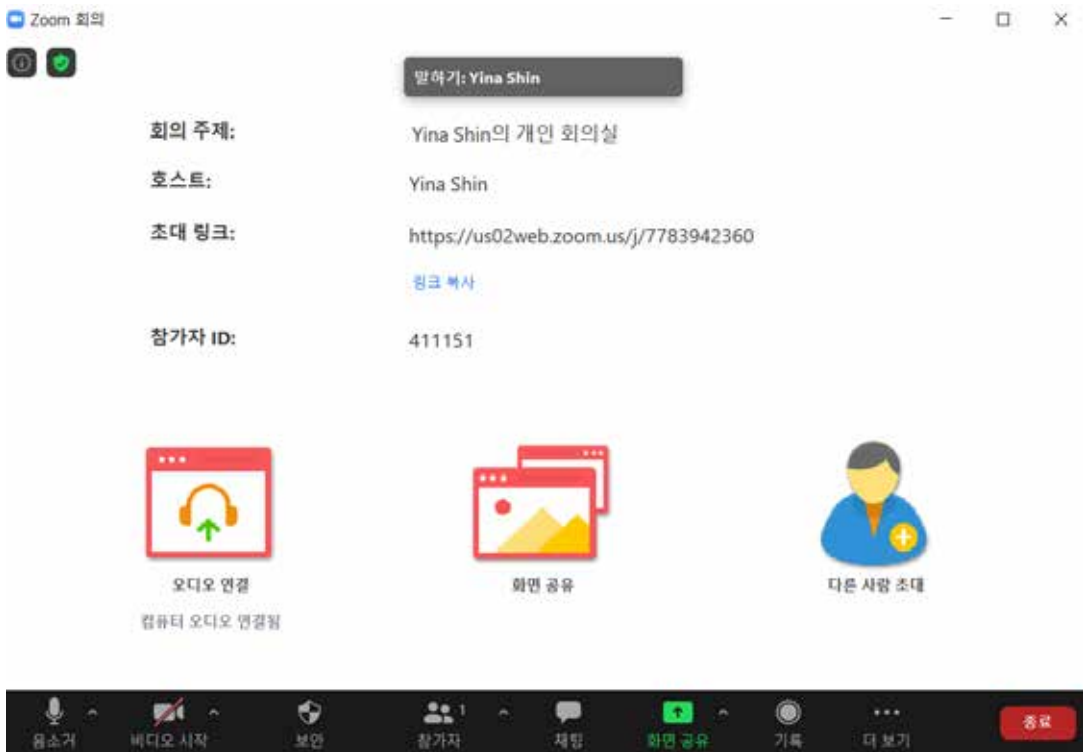 Zoom 회의
말하기: Yina Shin
회의 주제: Yina Shin의 개인 회의실
호스트: Yina Shin
초대 링크: https://us02web.zoom.us/j/7783942360
링크 복사
참가자 ID: 411151
오디오 연결 화면 공유 다른 사람 초대
컴퓨터 오디오 연결됨
1
음소거 비디오 시작 보안 참가자 채팅 화면 공유 기록 더 보기 종료